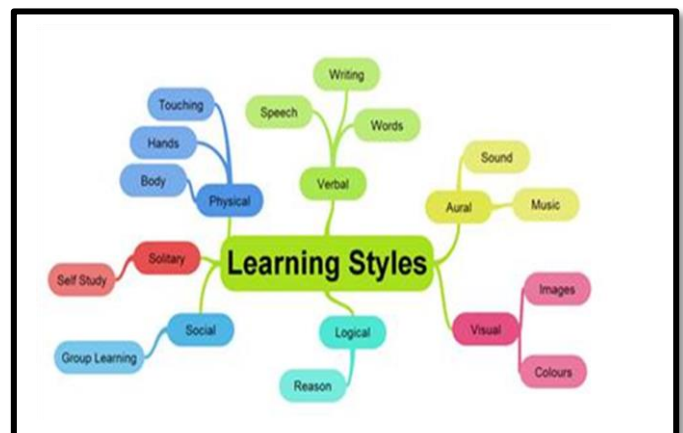 Learning Styles
Verbal
Speech
Writing
Words
Aural
Sound
Music
Visual
Images
Colours
Logical
Reason
Social
Group Learning
Solitary
Self Study
Physical
Touching
Hands
Body